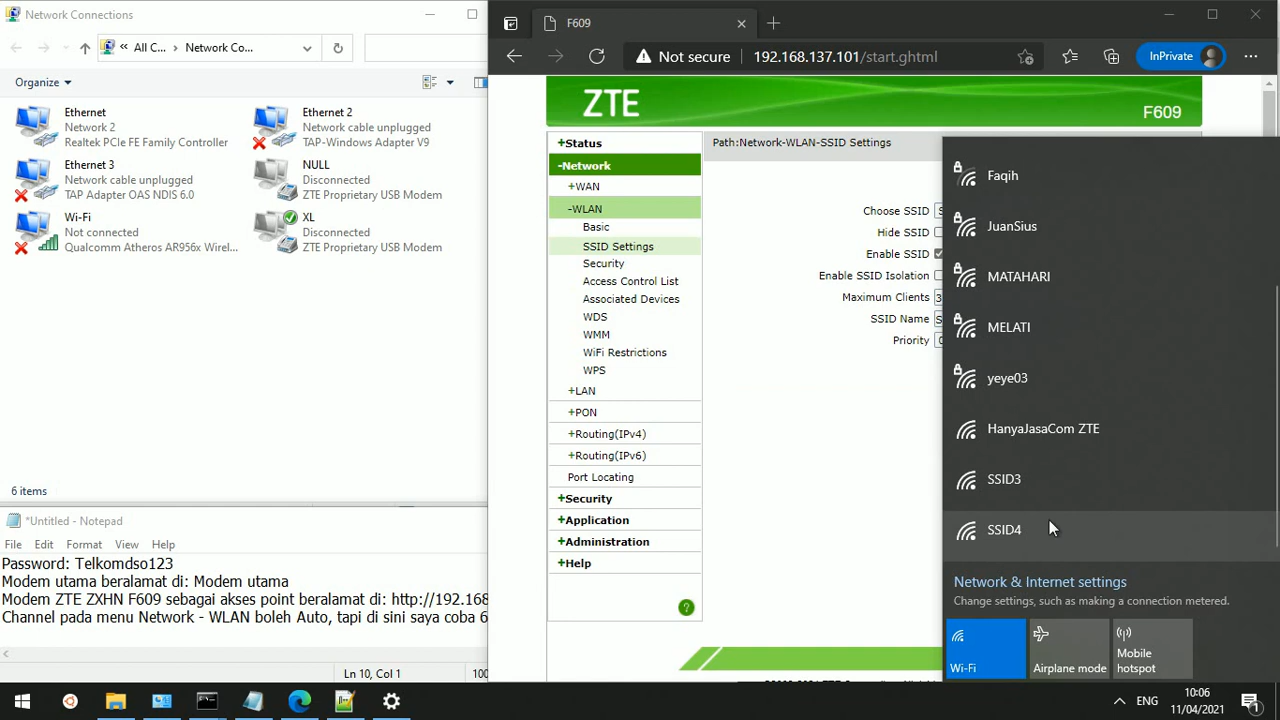 Network Connections
« All C... > Network Co...
Organize
Ethernet
Network 2
Realtek PCIe FE Family Controller
Ethernet 2
Network cable unplugged
TAP-Windows Adapter V9
Ethernet 3
Network cable unplugged
TAP Adapter OAS NDIS 6.0
NULL
Disconnected
ZTE Proprietary USB Modem
Wi-Fi
Not connected
Qualcomm Atheros AR956x Wirel...
XL
Disconnected
ZTE Proprietary USB Modem
6 items
*Untitled - Notepad
File Edit Format View Help
Password: Telkomdso123
Modem utama beralamat di: Modem utama
Modem ZTE ZXHN F609 sebagai akses point beralamat di: http://192.168
Channel pada menu Network - WLAN boleh Auto, tapi di sini saya coba 6
Ln 10, Col 1 100
F609
Not secure 192.168.137.101/start.ghtml InPrivate
ZTE
F609
+Status
-Network
+WAN
-WLAN
Basic
SSID Settings
Security
Access Control List
Associated Devices
WDS
WMM
WiFi Restrictions
WPS
+LAN
+PON
+Routing(IPv4)
+Routing(IPv6)
Port Locating
+Security
+Application
+Administration
+Help
Path:Network-WLAN-SSID Settings
Choose SSID S
Hide SSID
Enable SSID
Enable SSID Isolation
Maximum Clients 3
SSID Name S
Priority 0
Faqih
JuanSius
MATAHARI
MELATI
yeye03
HanyaJasaCom ZTE
SSID3
SSID4
Network & Internet settings
Change settings, such as making a connection metered.
Wi-Fi
Airplane mode
Mobile hotspot
ENG
10:06
11/04/2021
1